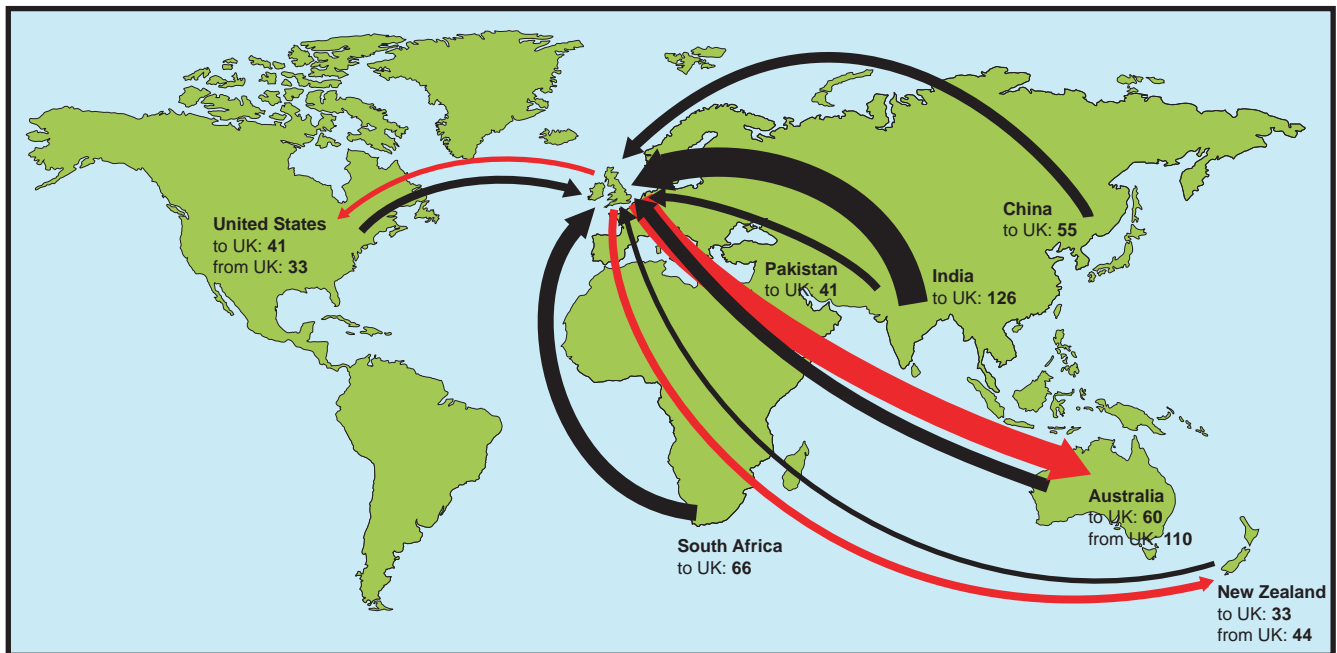 United States
to UK: 41
from UK: 33
China
to UK: 55
Pakistan
to UK: 41
India
to UK: 126
Australia
to UK: 60
from UK: 110
South Africa
to UK: 66
New Zealand
to UK: 33
from UK: 44